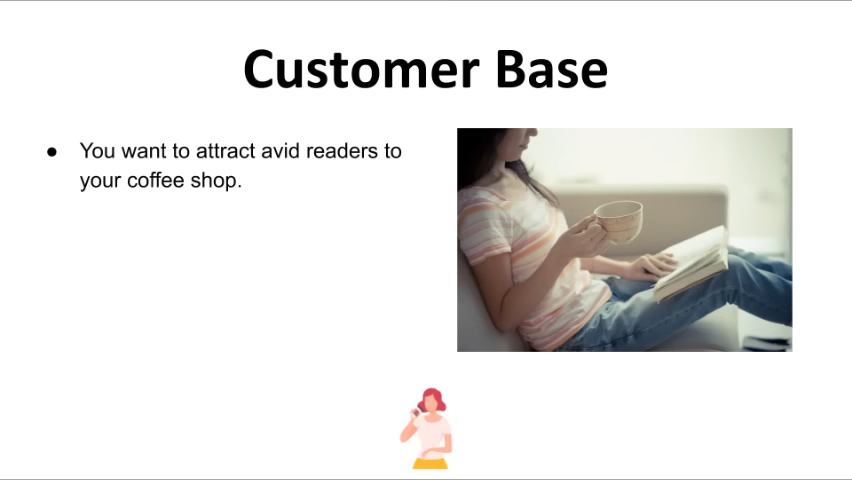 Customer Base
● You want to attract avid readers to
your coffee shop.